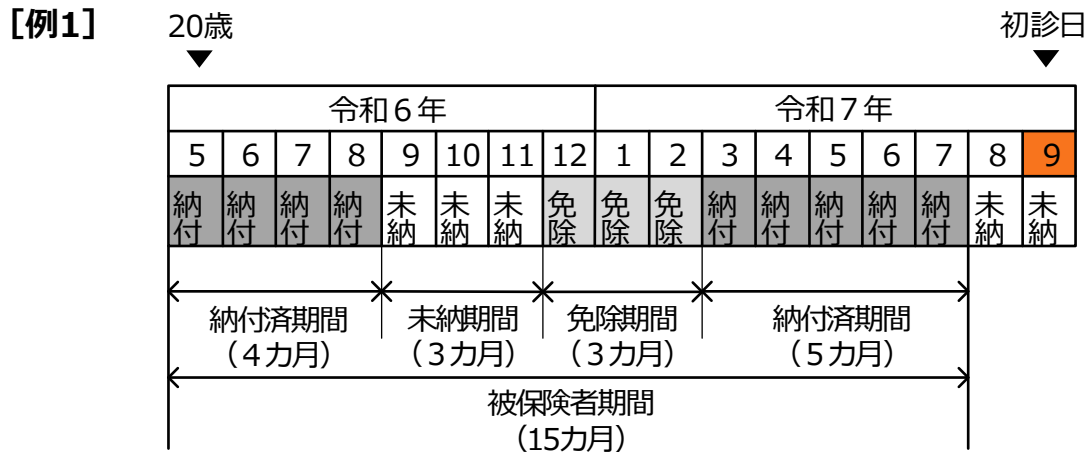 [例1]
20歳 初診日
▼ ▼
令和6年 令和7年
5 6 7 8 9 10 11 12 1 2 3 4 5 6 7 8 9
納付 納付 納付 納付 未納 未納 未納 免除 免除 免除 納付 納付 納付 納付 納付 未納 未納
納付済期間 未納期間 免除期間 納付済期間
(4カ月) (3カ月) (3カ月) (5カ月)
被保険者期間
(15カ月)